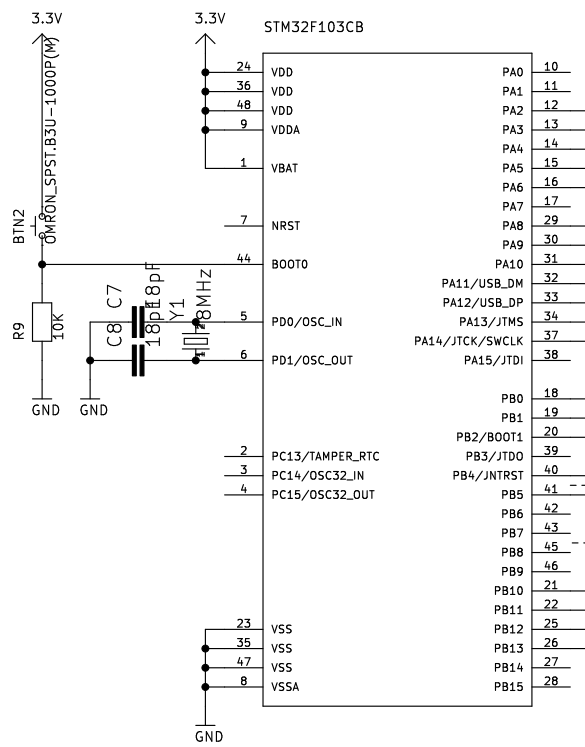 3.3V
3.3V
STM32F103CB
OMRON_SPST.B3U-1000P(M)
BTN2
R9
10K
GND
GND
C7
18pF
C8
18pF
Y1
8MHz
24 VDD
36 VDD
48 VDD
9 VDDA
1 VBAT
7 NRST
44 BOOT0
5 PD0/OSC_IN
6 PD1/OSC_OUT
2 PC13/TAMPER_RTC
3 PC14/OSC32_IN
4 PC15/OSC32_OUT
23 VSS
35 VSS
47 VSS
8 VSSA
GND
PA0 10
PA1 11
PA2 12
PA3 13
PA4 14
PA5 15
PA6 16
PA7 17
PA8 29
PA9 30
PA10 31
PA11/USB_DM 32
PA12/USB_DP 33
PA13/JTMS 34
PA14/JTCK/SWCLK 37
PA15/JTDI 38
PB0 18
PB1 19
PB2/BOOT1 20
PB3/JTDO 39
PB4/JNTRST 40
PB5 41
PB6 42
PB7 43
PB8 45
PB9 46
PB10 21
PB11 22
PB12 25
PB13 26
PB14 27
PB15 28